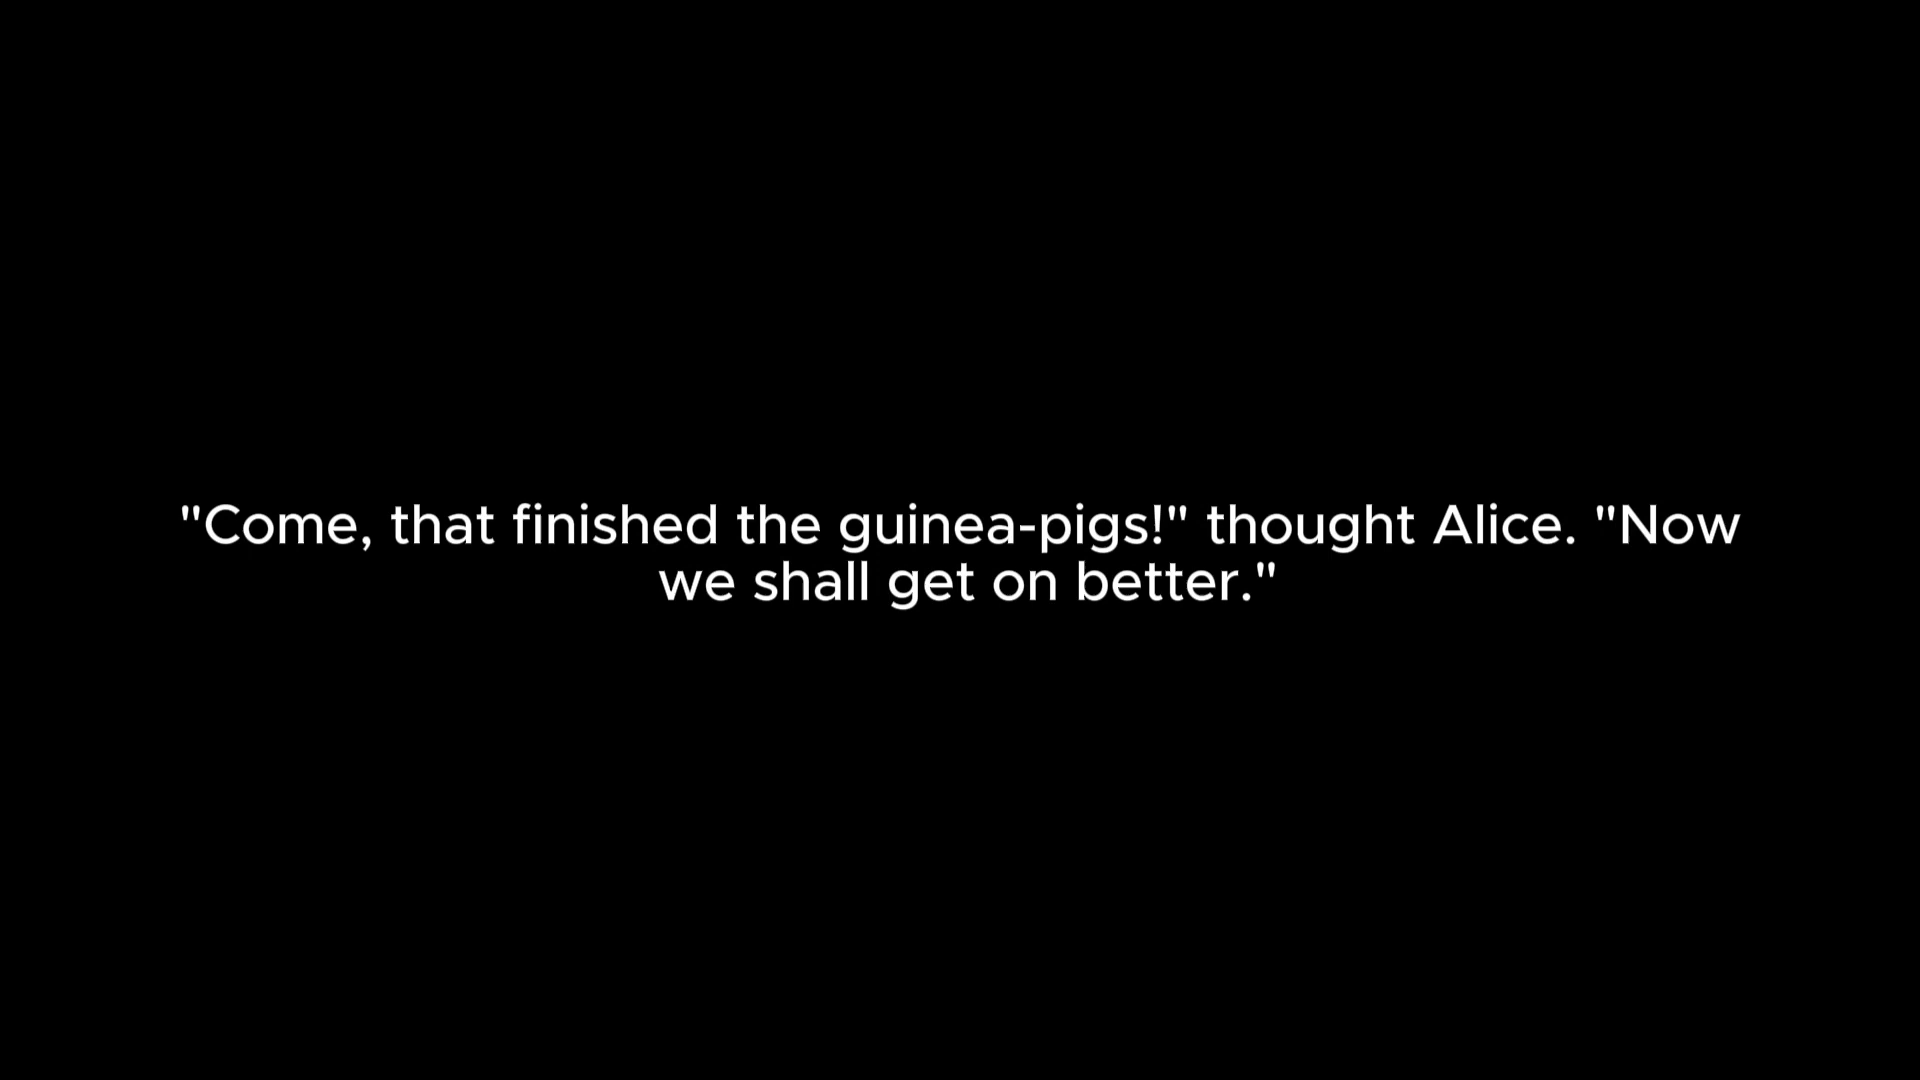 "Come, that finished the guinea-pigs!" thought Alice. "Now
we shall get on better."